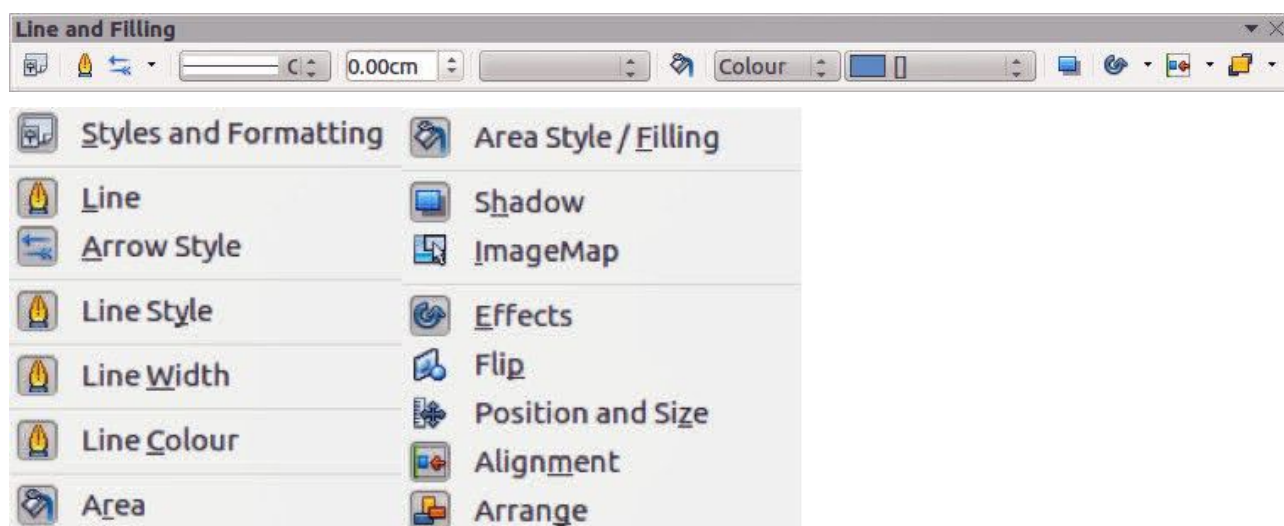 Line and Filling
C 0.00cm Colour []
Styles and Formatting
Line
Arrow Style
Line Style
Line Width
Line Colour
Area
Area Style / Filling
Shadow
ImageMap
Effects
Flip
Position and Size
Alignment
Arrange